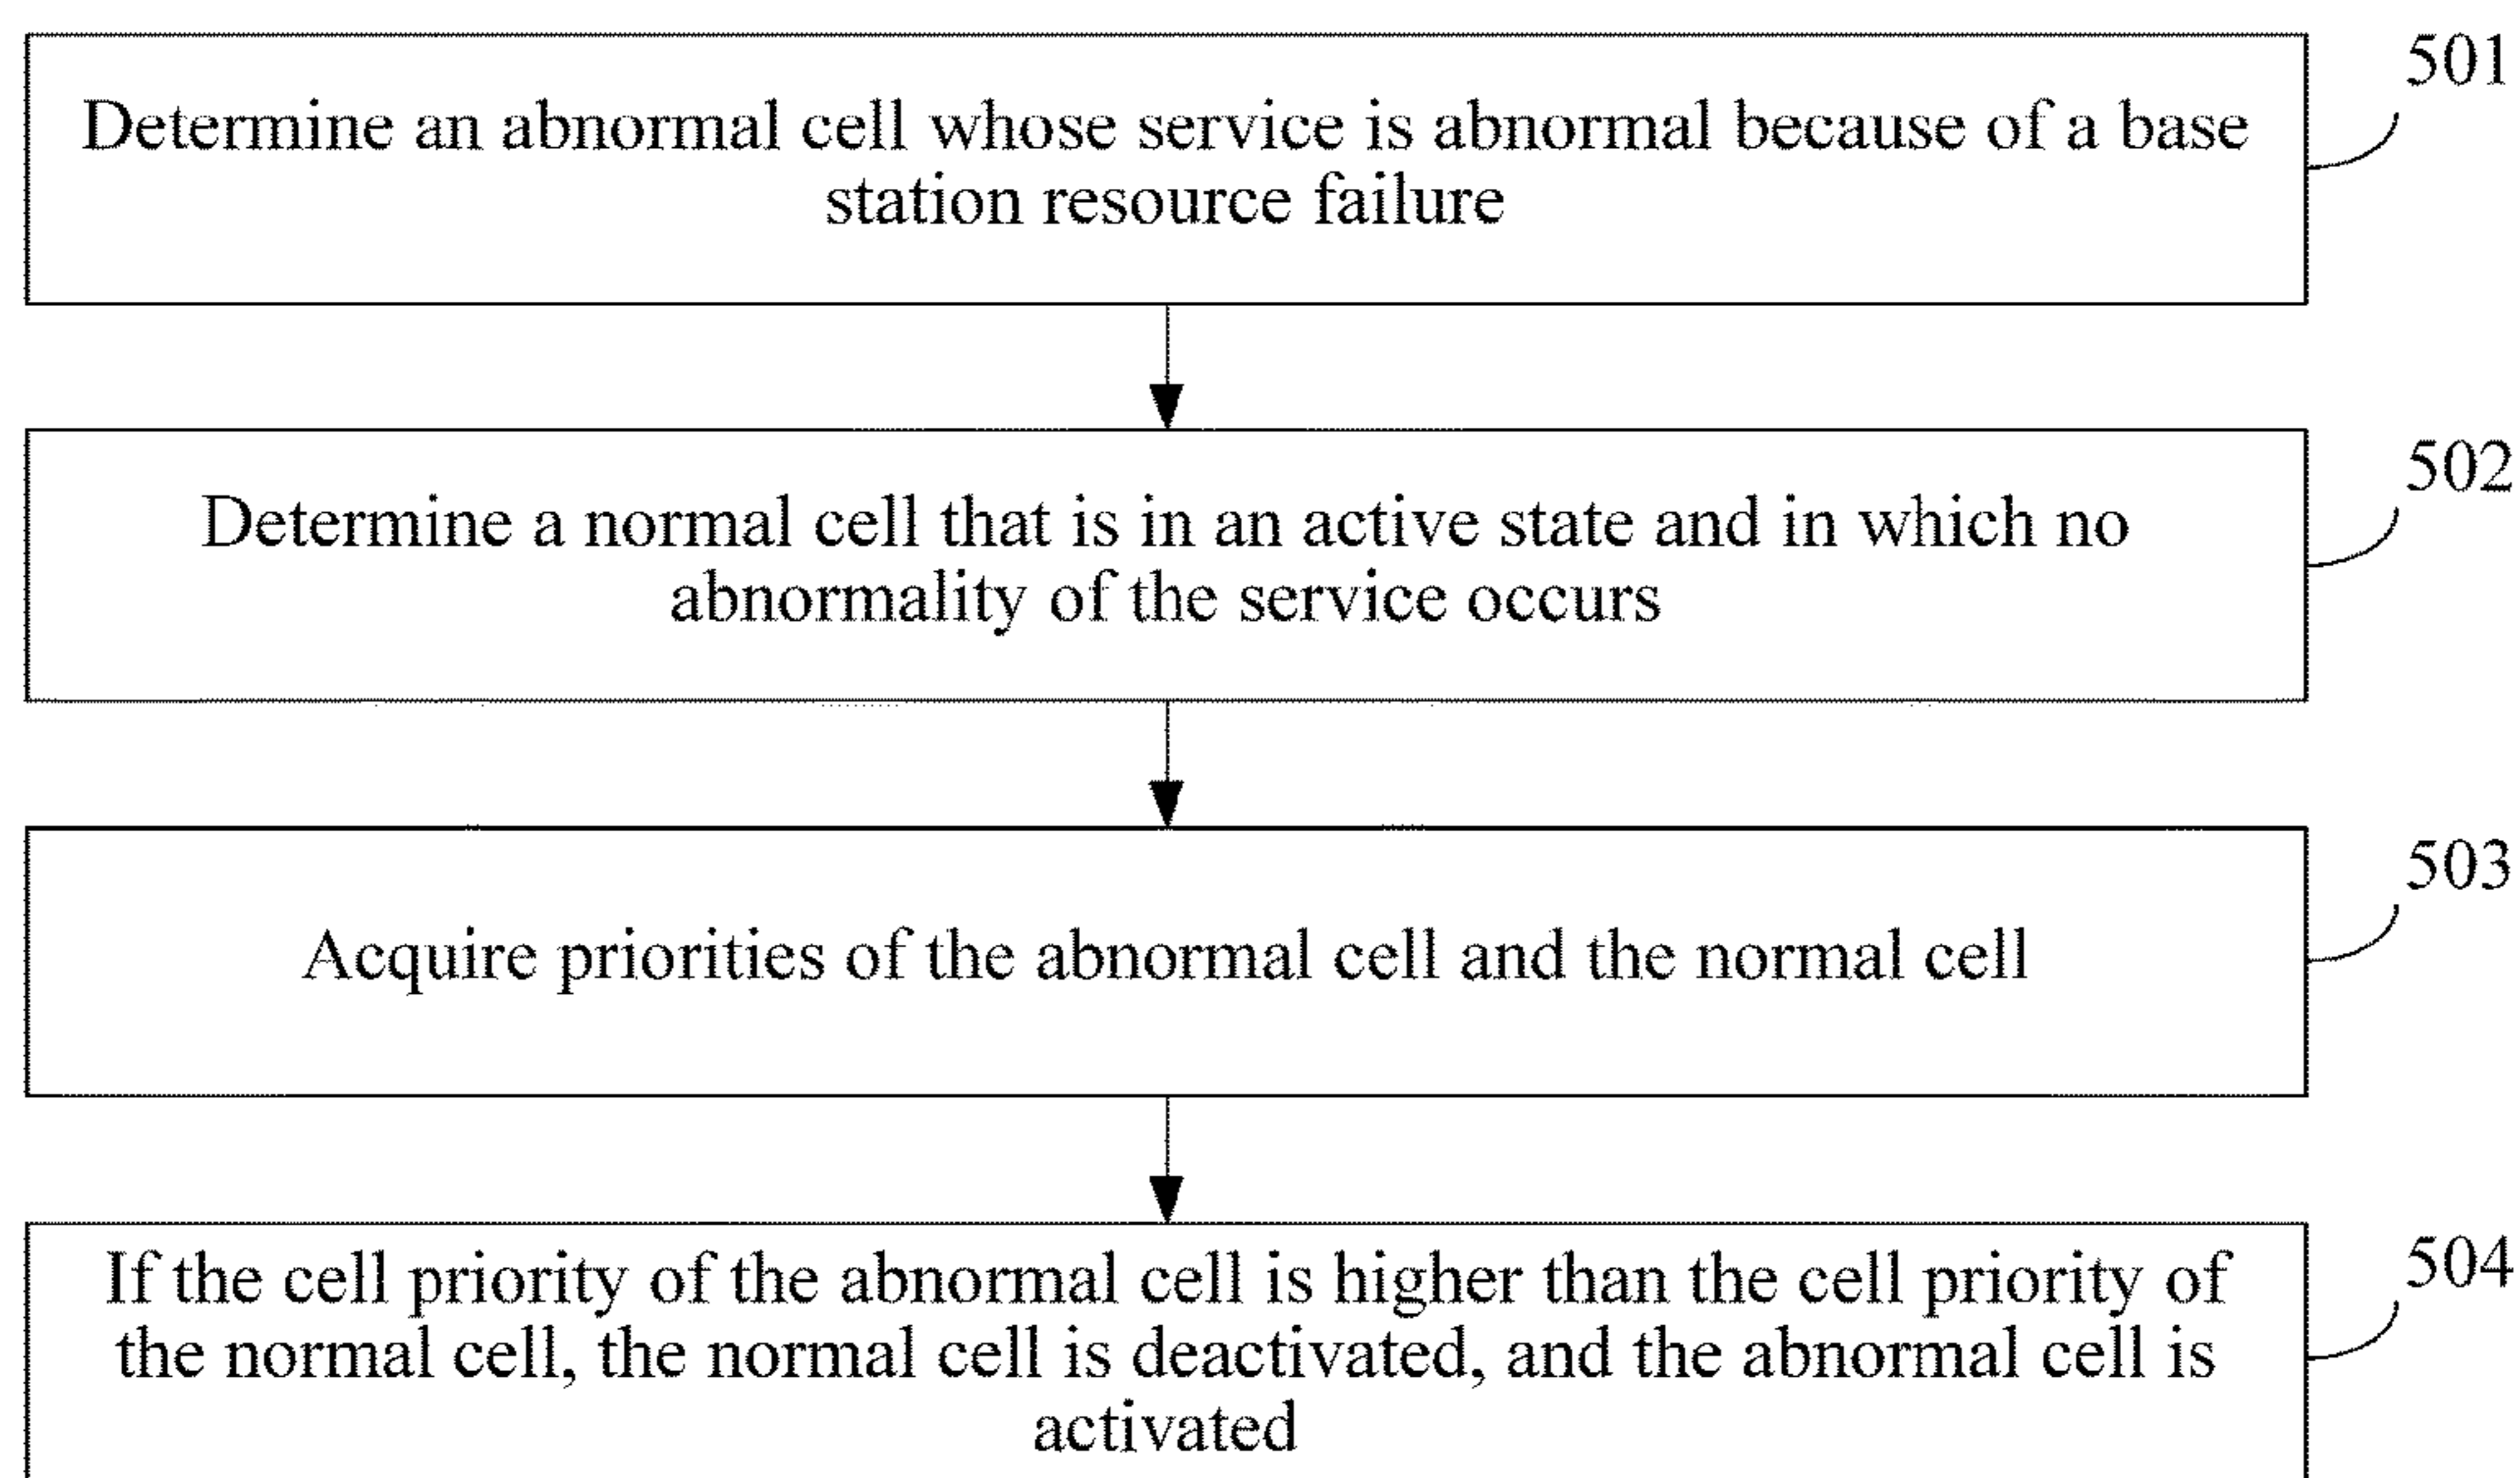 501
Determine an abnormal cell whose service is abnormal because of a base
station resource failure
502
Determine a normal cell that is in an active state and in which no
abnormality of the service occurs
503
Acquire priorities of the abnormal cell and the normal cell
504
If the cell priority of the abnormal cell is higher than the cell priority of
the normal cell, the normal cell is deactivated, and the abnormal cell is
activated